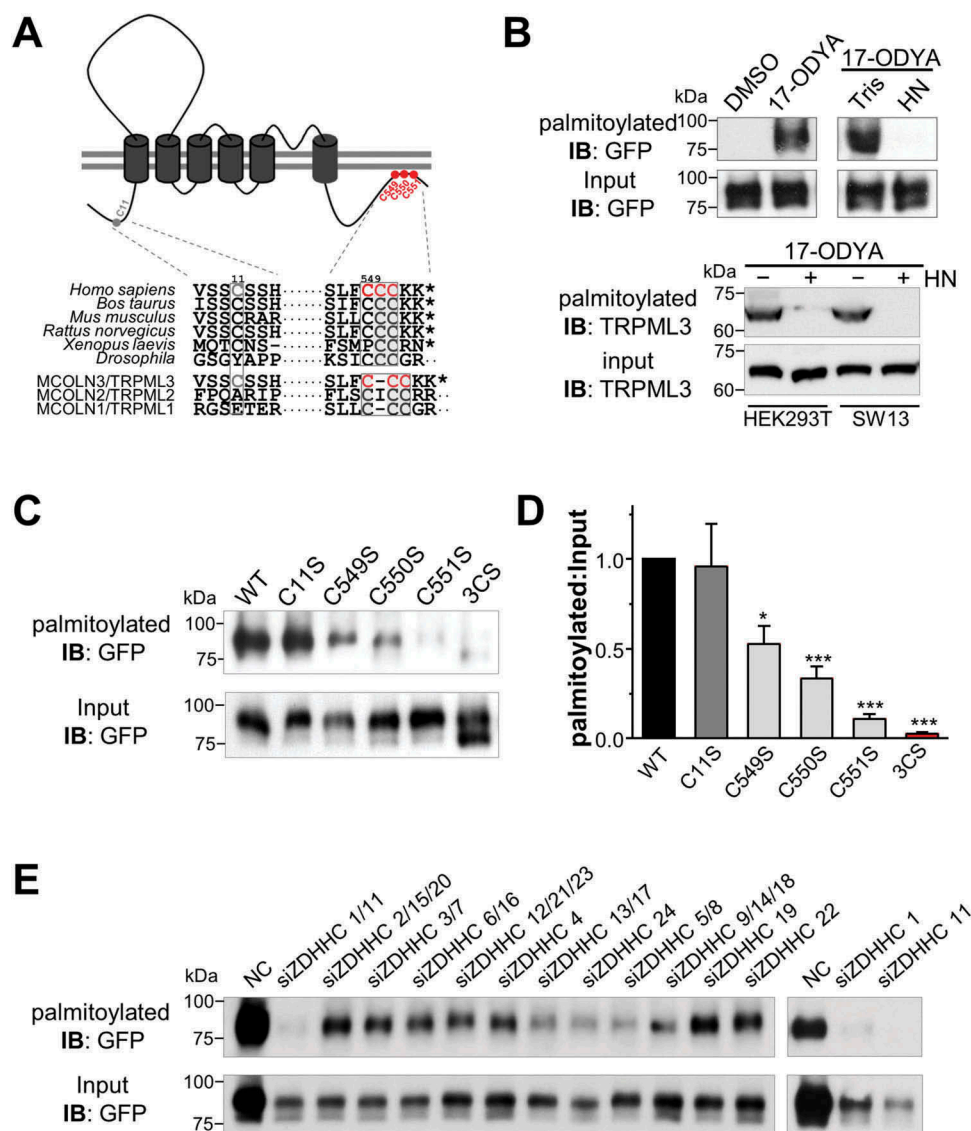 A
C11
C549
C550
C551
11 549
Homo sapiens VSSCSSH ······ SLFCCCKK*
Bos taurus ISSCSSH ······ SIFCCCKK*
Mus musculus VSSCRAR ······ SLLCCCKK*
Rattus norvegicus VSSCSSH ······ SLFCCCKK*
Xenopus laevis MQTCNS- ······ FSMPCCRN*
Drosophila GSGYAPP ······ KSICCCGR ··
MCOLN3/TRPML3 VSSCSSH ······ SLFC-CCKK*
MCOLN2/TRPML2 FPQARIP ······ FLSCICCRR ··
MCOLN1/TRPML1 RGSETER ······ SLLC-CCGR ··
B
17-ODYA
DMSO 17-ODYA Tris HN
kDa
palmitoylated
IB: GFP
100
75
Input
IB: GFP
100
75
17-ODYA
kDa − + − + HN
palmitoylated
IB: TRPML3
75
60
input
IB: TRPML3
75
60
HEK293T SW13
C
WT C11S C549S C550S C551S 3CS
kDa
palmitoylated
IB: GFP
100
75
Input
IB: GFP
100
75
D
palmitoylated:Input
1.0
0.5
0.0
* *** *** ***
WT C11S C549S C550S C551S 3CS
E
NC siZDHHC 1/11 siZDHHC 2/15/20 siZDHHC 3/7 siZDHHC 6/16 siZDHHC 12/21/23 siZDHHC 4 siZDHHC 13/17 siZDHHC 24 siZDHHC 5/8 siZDHHC 9/14/18 siZDHHC 19 siZDHHC 22 NC siZDHHC 1 siZDHHC 11
kDa
palmitoylated
IB: GFP
100
75
Input
IB: GFP
100
75